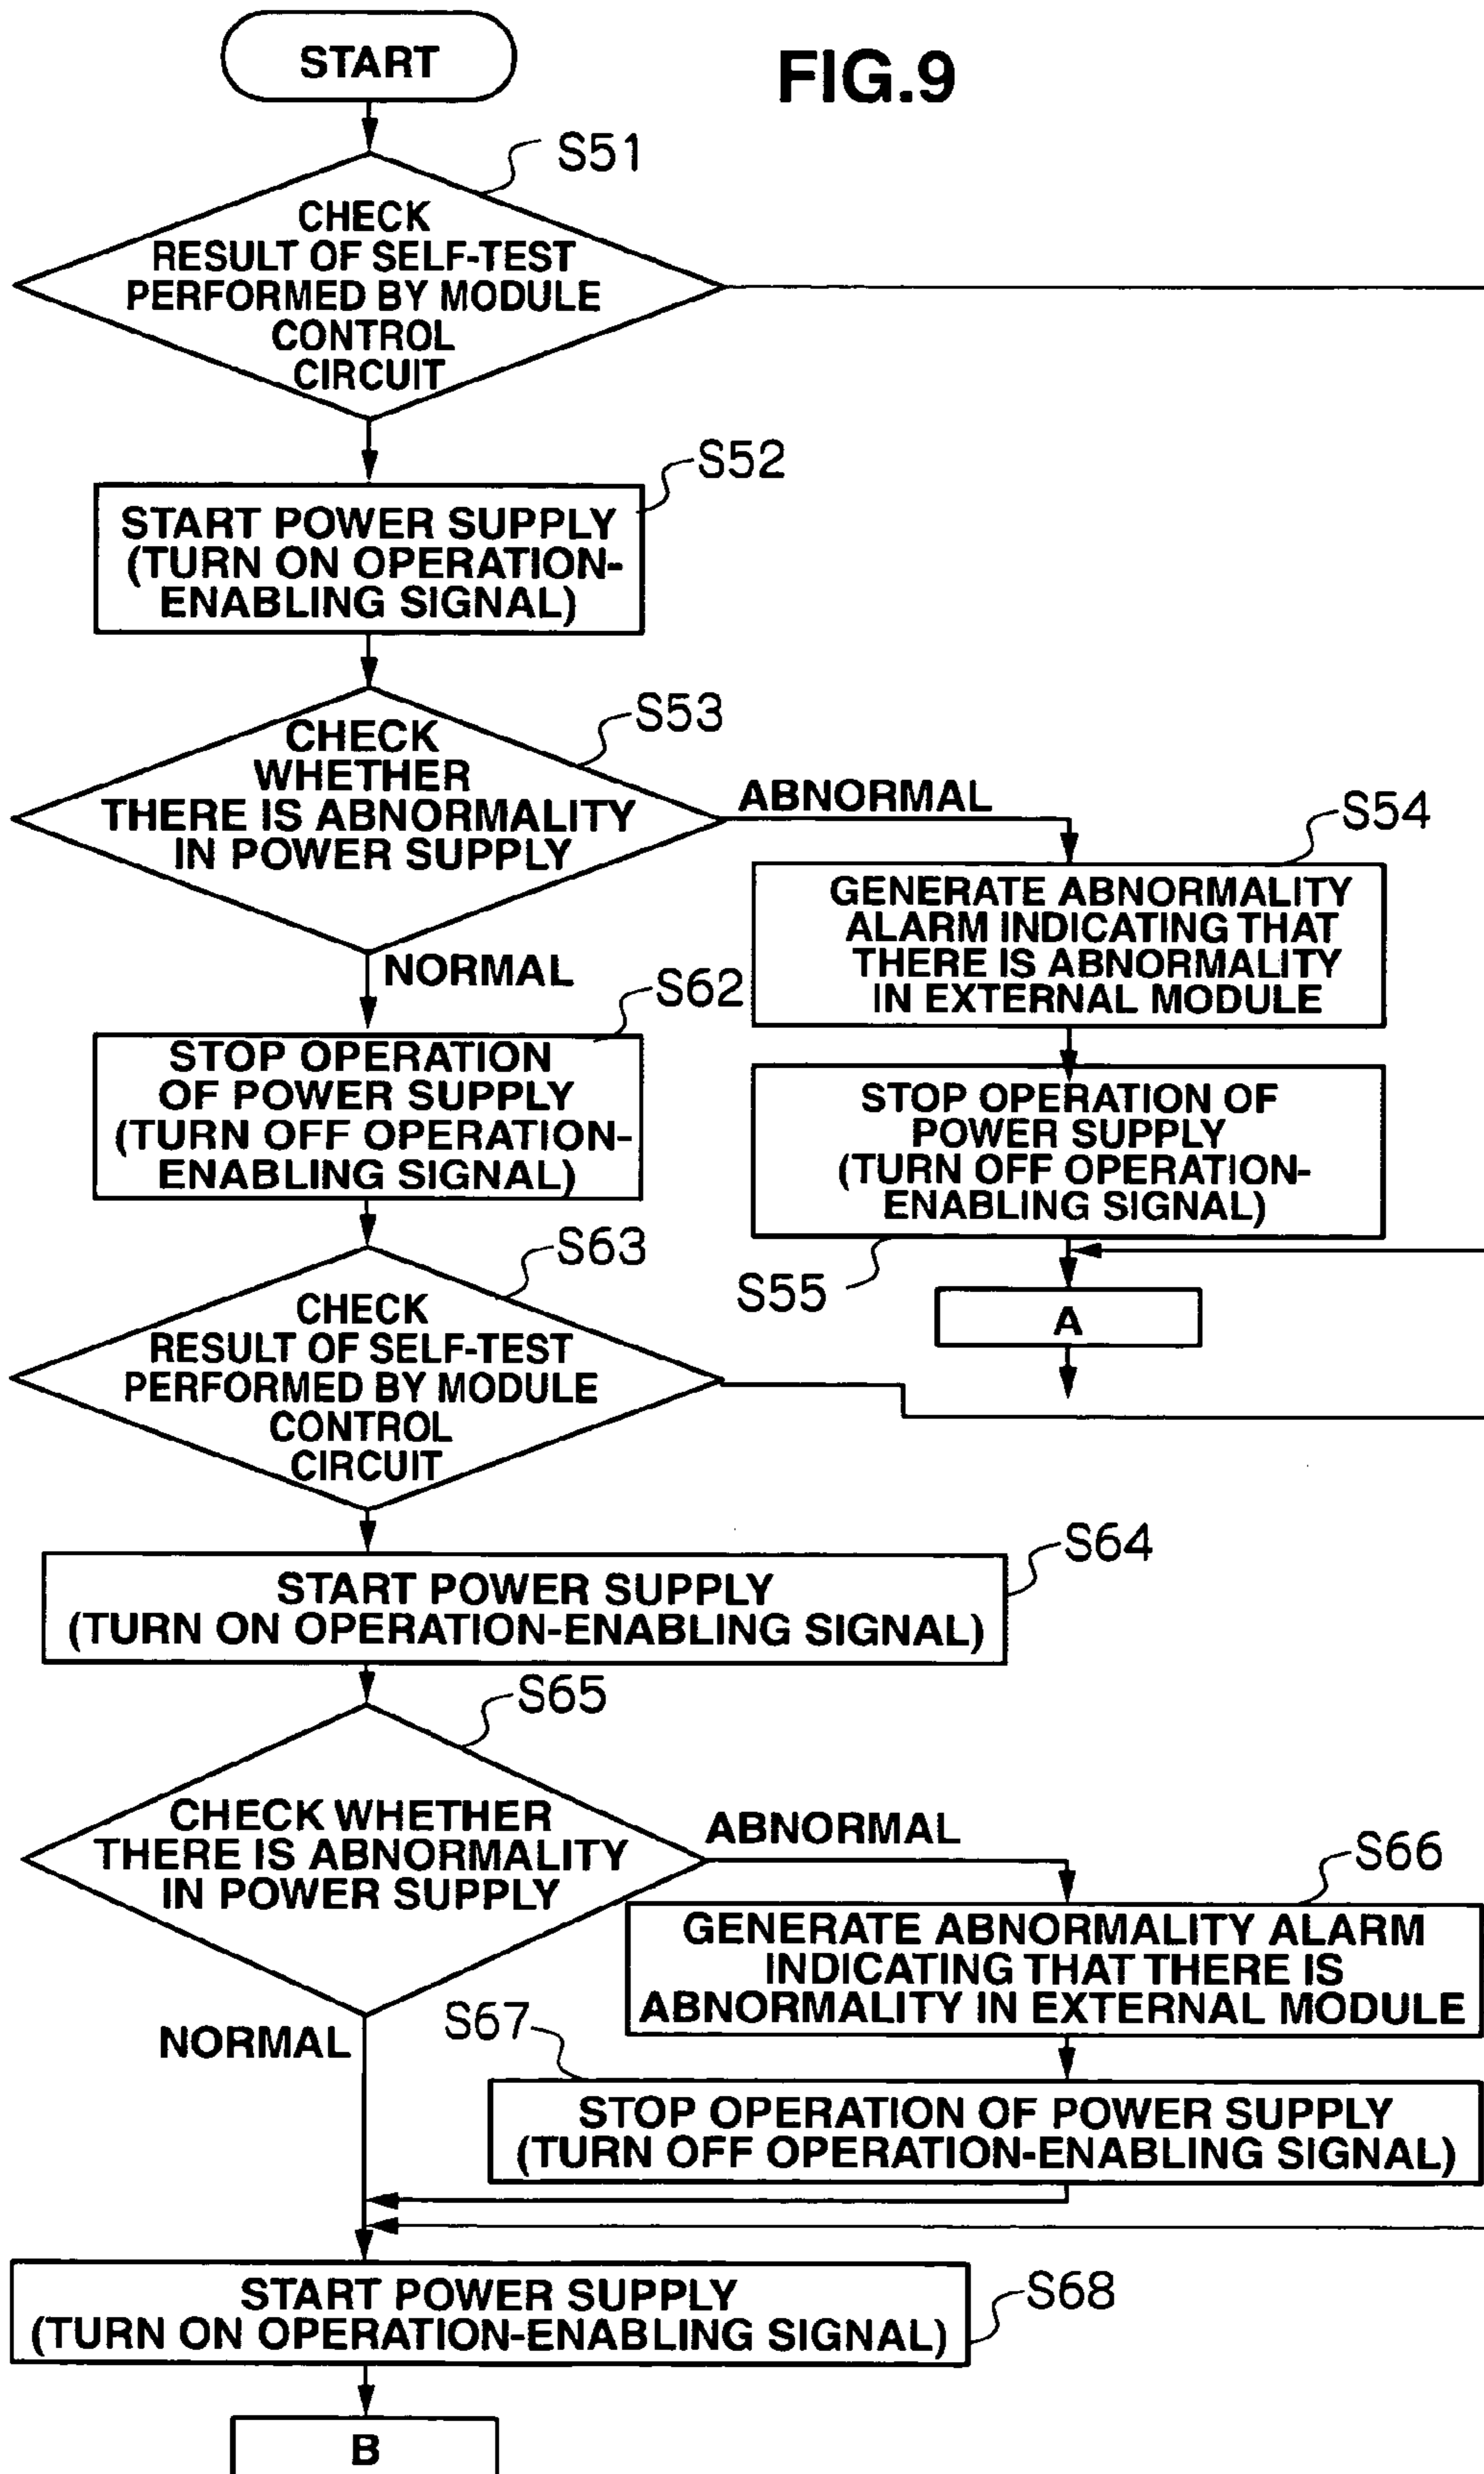 START
FIG.9
S51
CHECK
RESULT OF SELF-TEST
PERFORMED BY MODULE
CONTROL
CIRCUIT
S52
START POWER SUPPLY
(TURN ON OPERATION-
ENABLING SIGNAL)
S53
CHECK
WHETHER
THERE IS ABNORMALITY
IN POWER SUPPLY
ABNORMAL
S54
GENERATE ABNORMALITY
ALARM INDICATING THAT
THERE IS ABNORMALITY
IN EXTERNAL MODULE
NORMAL
S62
STOP OPERATION
OF POWER SUPPLY
(TURN OFF OPERATION-
ENABLING SIGNAL)
STOP OPERATION OF
POWER SUPPLY
(TURN OFF OPERATION-
ENABLING SIGNAL)
S55
A
S63
CHECK
RESULT OF SELF-TEST
PERFORMED BY MODULE
CONTROL
CIRCUIT
S64
START POWER SUPPLY
(TURN ON OPERATION-ENABLING SIGNAL)
S65
CHECK WHETHER
THERE IS ABNORMALITY
IN POWER SUPPLY
ABNORMAL
S66
GENERATE ABNORMALITY ALARM
INDICATING THAT THERE IS
ABNORMALITY IN EXTERNAL MODULE
NORMAL
S67
STOP OPERATION OF POWER SUPPLY
(TURN OFF OPERATION-ENABLING SIGNAL)
S68
START POWER SUPPLY
(TURN ON OPERATION-ENABLING SIGNAL)
B